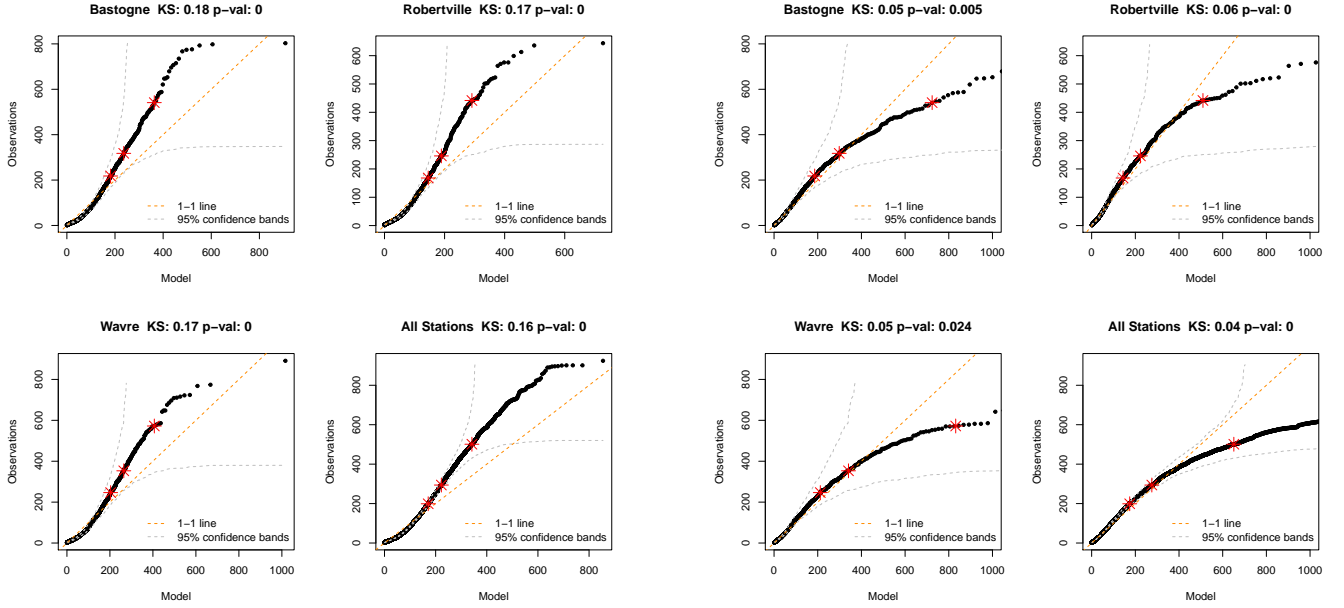 Bastogne KS: 0.18 p−val: 0
Observations
800
600
400
200
0
1−1 line
95% confidence bands
0 200 400 600 800
Model
Robertville KS: 0.17 p−val: 0
Observations
600
500
400
300
200
100
0
1−1 line
95% confidence bands
0 200 400 600
Model
Bastogne KS: 0.05 p−val: 0.005
Observations
800
600
400
200
0
1−1 line
95% confidence bands
0 200 400 600 800 1000
Model
Robertville KS: 0.06 p−val: 0
Observations
600
500
400
300
200
100
0
1−1 line
95% confidence bands
0 200 400 600 800 1000
Model
Wavre KS: 0.17 p−val: 0
Observations
800
600
400
200
0
1−1 line
95% confidence bands
0 200 400 600 800 1000
Model
All Stations KS: 0.16 p−val: 0
Observations
800
600
400
200
0
1−1 line
95% confidence bands
0 200 400 600 800
Model
Wavre KS: 0.05 p−val: 0.024
Observations
800
600
400
200
0
1−1 line
95% confidence bands
0 200 400 600 800 1000
Model
All Stations KS: 0.04 p−val: 0
Observations
800
600
400
200
0
1−1 line
95% confidence bands
0 200 400 600 800 1000
Model